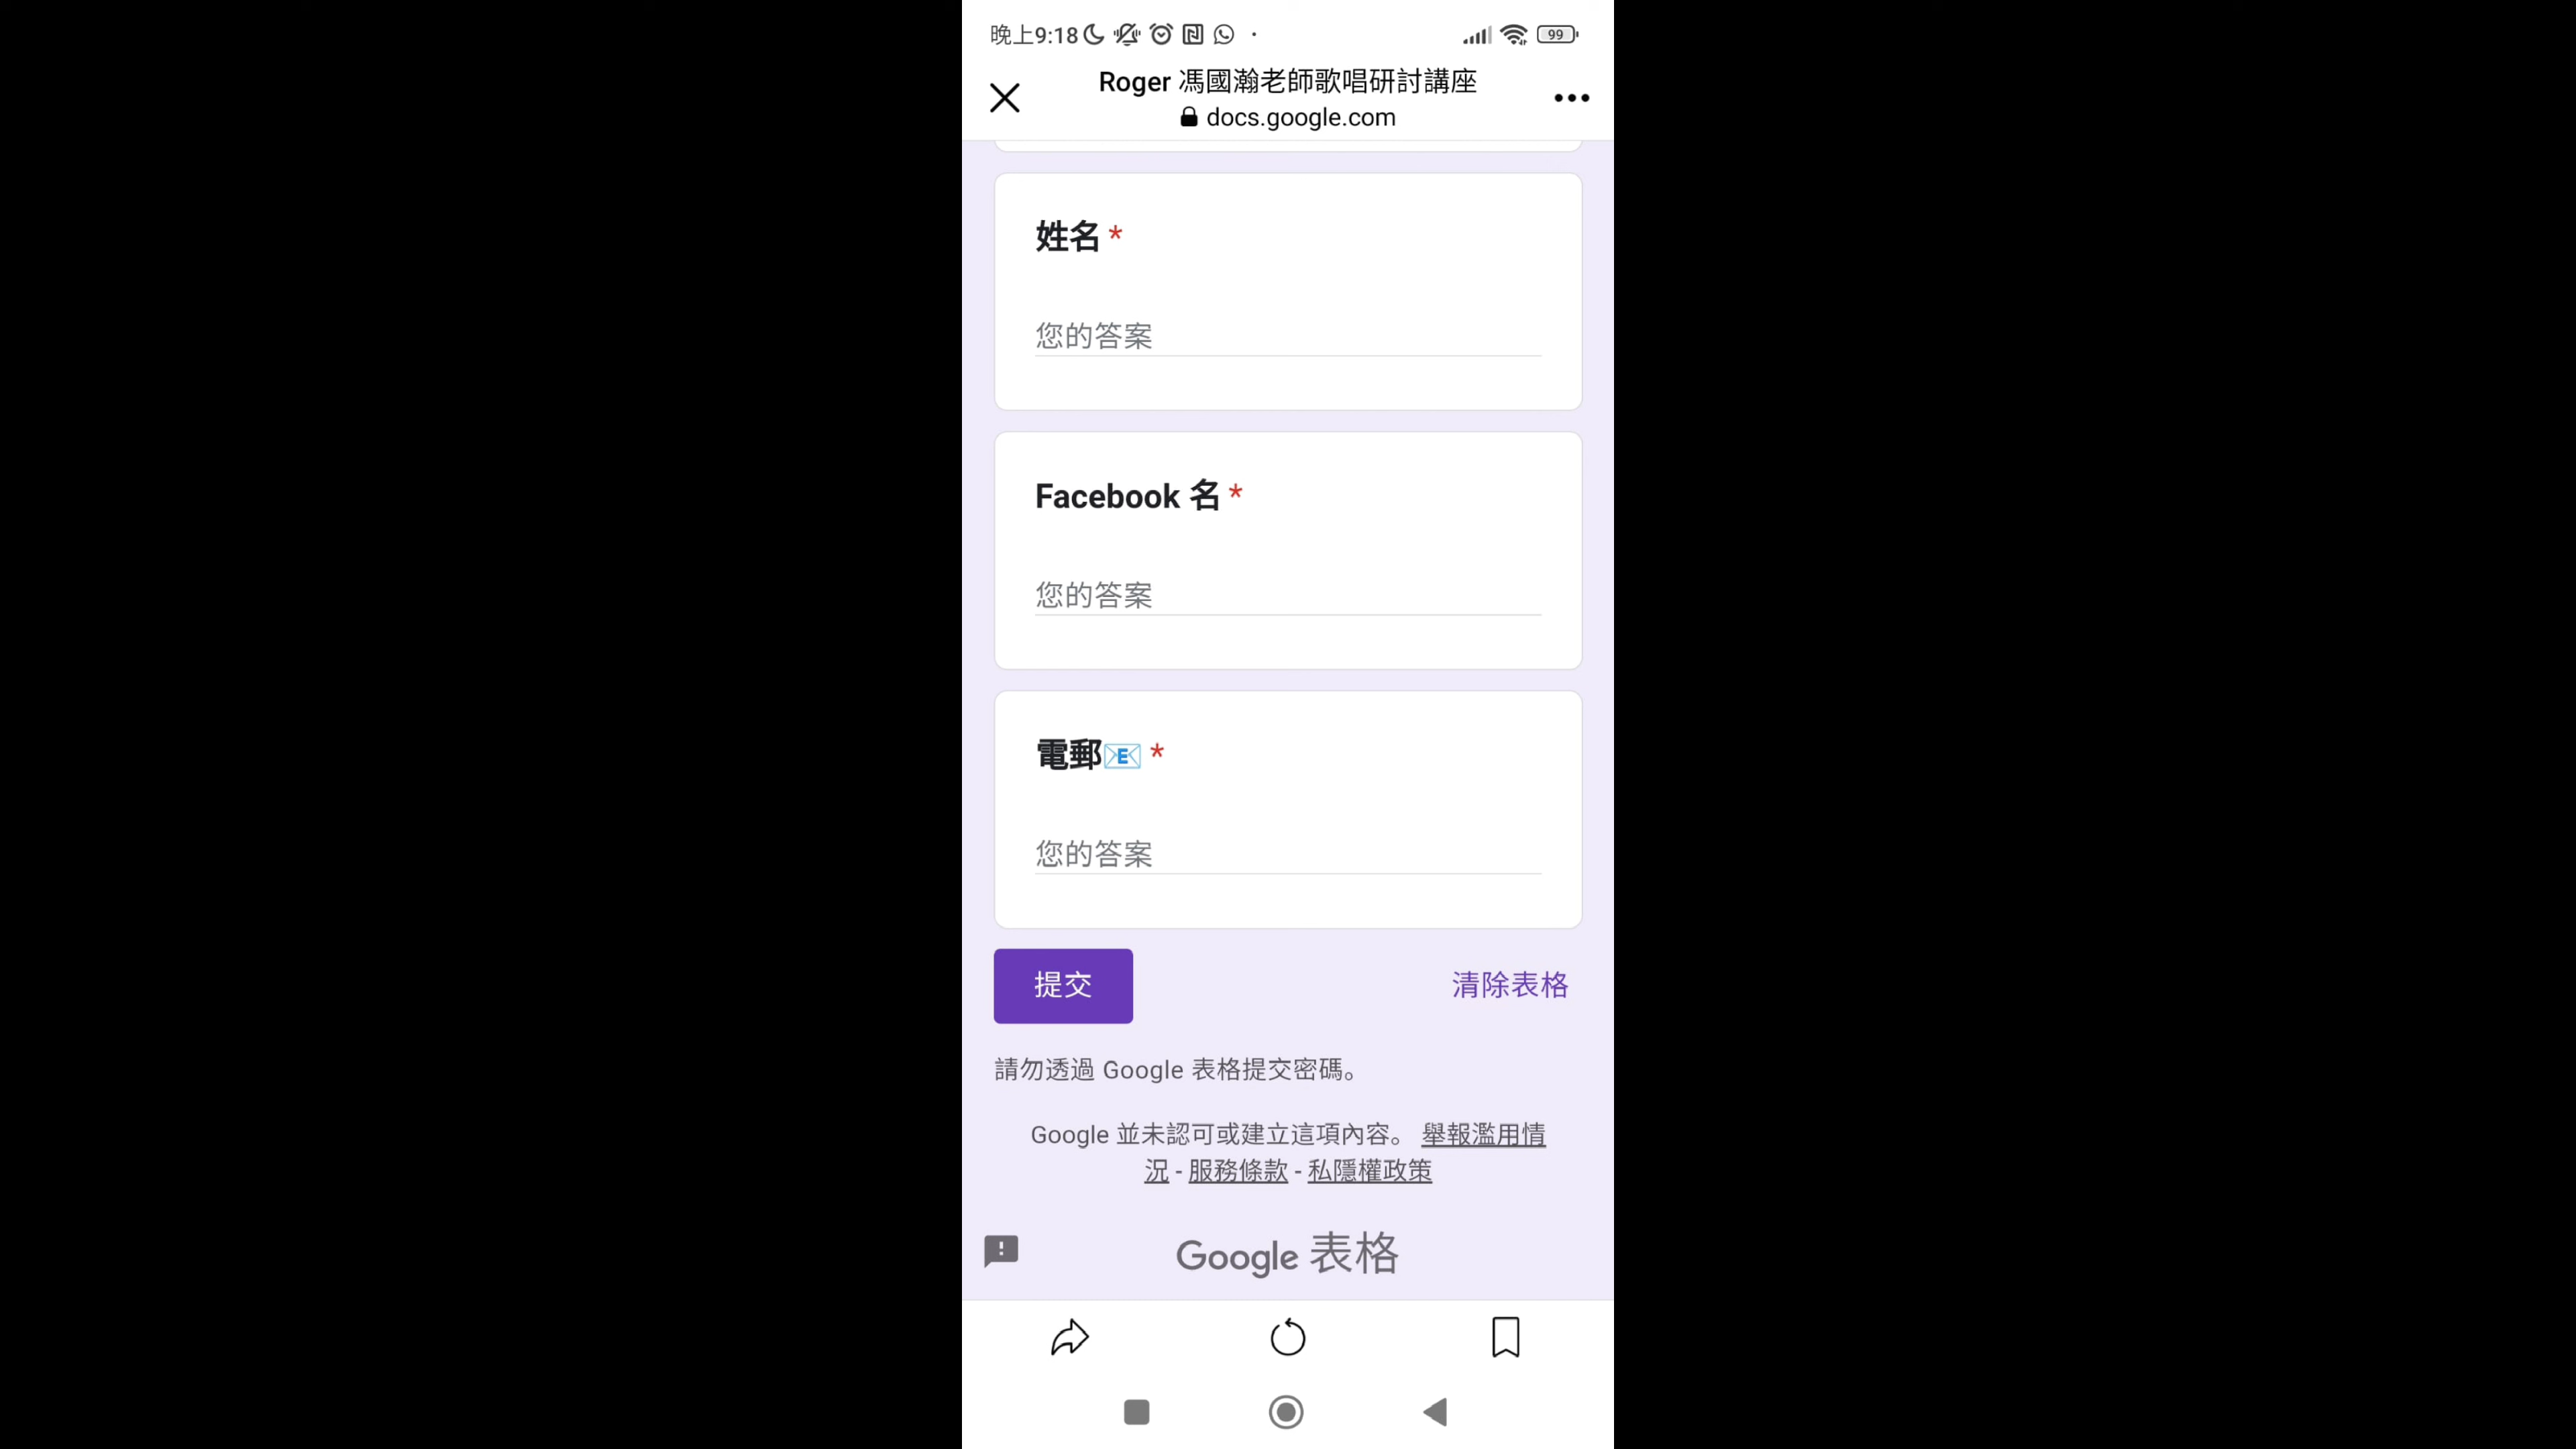 晚上9:18
99
Roger 馮國瀚老師歌唱研討講座
docs.google.com
姓名 *
您的答案
Facebook 名 *
您的答案
電郵📧 *
您的答案
提交
清除表格
請勿透過 Google 表格提交密碼。
Google 並未認可或建立這項內容。 舉報濫用情
況 - 服務條款 - 私隱權政策
Google 表格